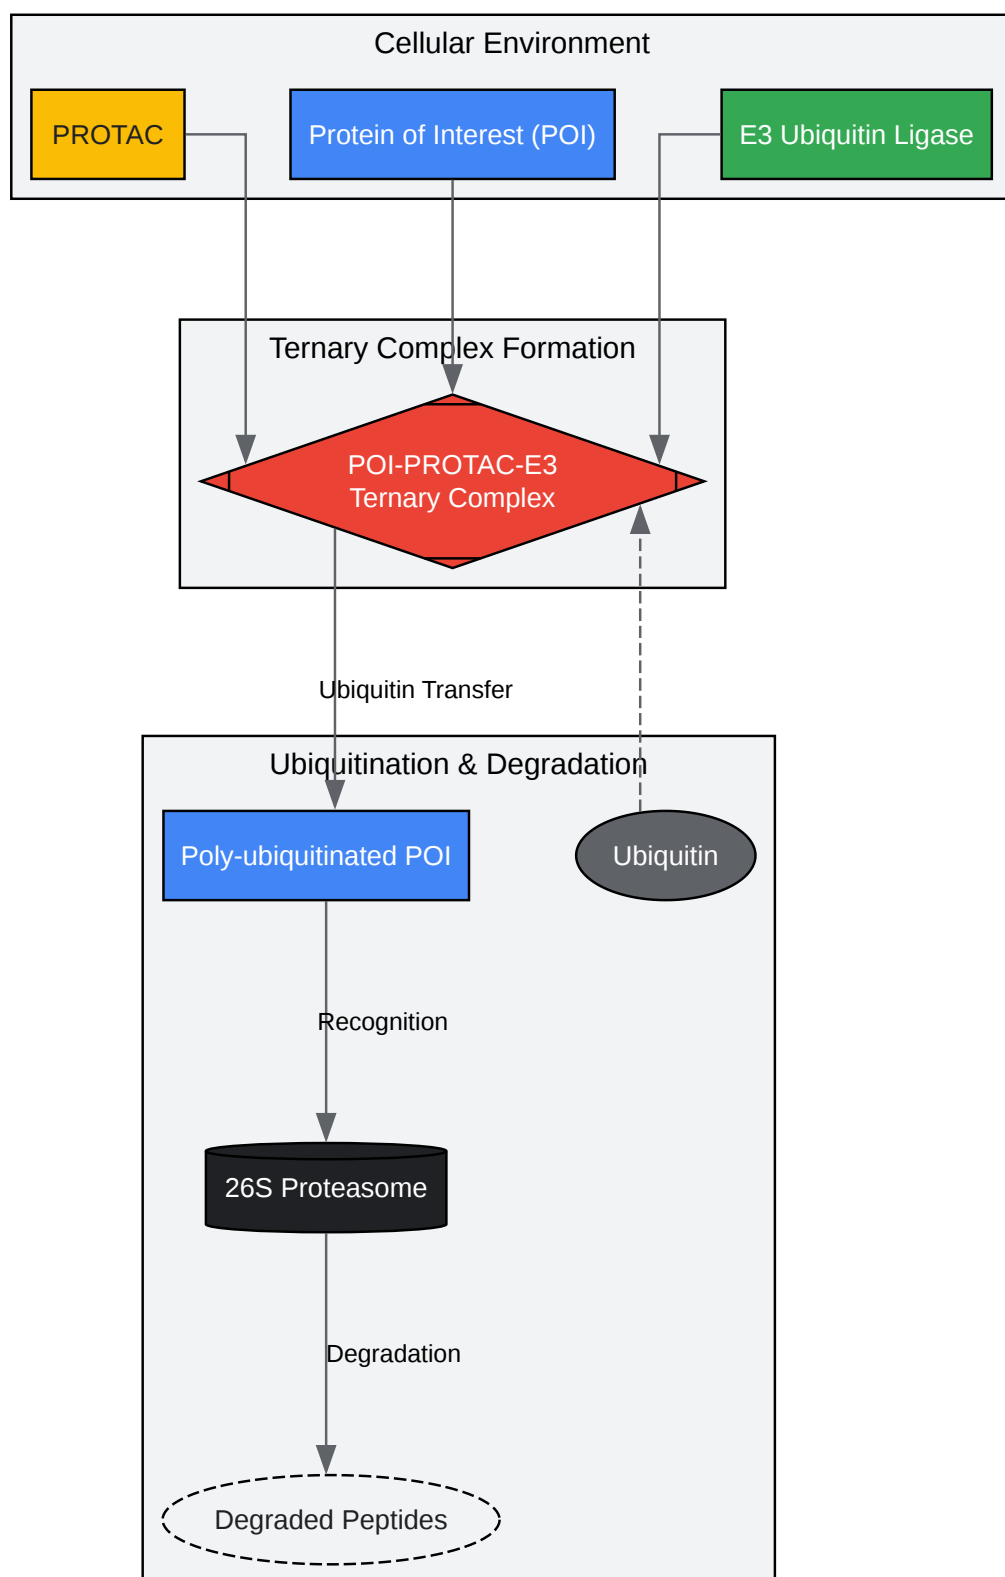 Cellular Environment
PROTAC
Protein of Interest (POI)
E3 Ubiquitin Ligase
Ternary Complex Formation
POI-PROTAC-E3
Ternary Complex
Ubiquitin Transfer
Ubiquitination & Degradation
Poly-ubiquitinated POI
Ubiquitin
Recognition
26S Proteasome
Degradation
Degraded Peptides